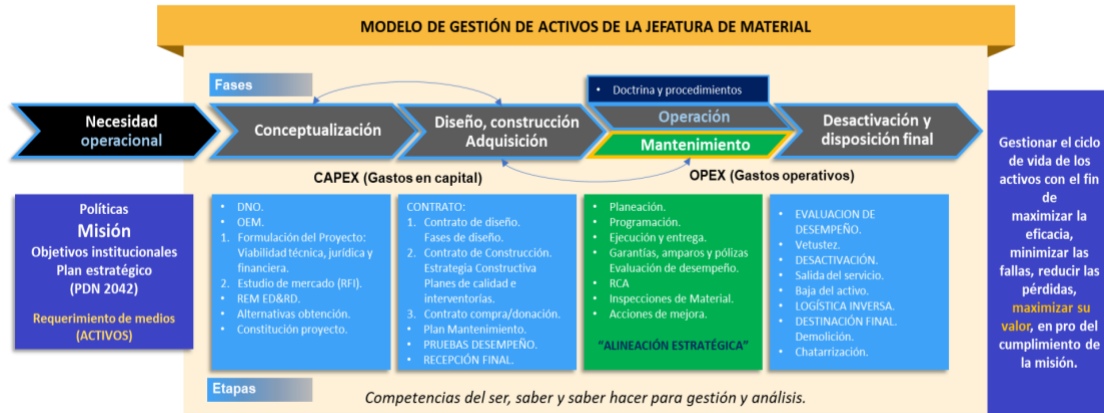 MODELO DE GESTIÓN DE ACTIVOS DE LA JEFATURA DE MATERIAL
Fases
• Doctrina y procedimientos
Necesidad
operacional
Conceptualización
Diseño, construcción
Adquisición
Operación
Mantenimiento
Desactivación y
disposición final
CAPEX (Gastos en capital)
OPEX (Gastos operativos)
Políticas
Misión
Objetivos institucionales
Plan estratégico
(PDN 2042)
Requerimiento de medios
(ACTIVOS)
• DNO.
• OEM.
1. Formulación del Proyecto:
Viabilidad técnica, jurídica y
financiera.
2. Estudio de mercado (RFI).
• REM ED&RD.
• Alternativas obtención.
• Constitución proyecto.
CONTRATO:
1. Contrato de diseño.
Fases de diseño.
2. Contrato de Construcción.
Estrategia Constructiva
Planes de calidad e
interventorías.
3. Contrato compra/donación.
• Plan Mantenimiento.
• PRUEBAS DESEMPEÑO.
• RECEPCIÓN FINAL.
• Planeación.
• Programación.
• Ejecución y entrega.
• Garantías, amparos y pólizas
Evaluación de desempeño.
• RCA
• Inspecciones de Material.
• Acciones de mejora.
“ALINEACIÓN ESTRATÉGICA”
• EVALUACION DE
DESEMPEÑO.
• Vetustez.
• DESACTIVACIÓN.
• Salida del servicio.
• Baja del activo.
• LOGÍSTICA INVERSA.
• DESTINACIÓN FINAL.
Demolición.
• Chatarrización.
Gestionar el ciclo
de vida de los
activos con el fin
de
maximizar la
eficacia,
minimizar las
fallas, reducir las
pérdidas,
maximizar su
valor, en pro del
cumplimiento de
la misión.
Etapas
Competencias del ser, saber y saber hacer para gestión y análisis.